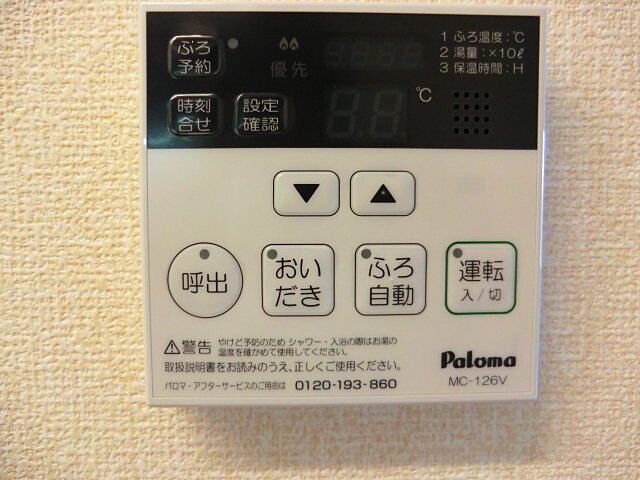 ふろ予約
優先
1 ふろ温度:℃
2 湯量:×10ℓ
3 保温時間:H
時刻合せ
設定確認
88:88
88
℃
▼
▲
呼出
おいだき
ふろ自動
運転
入/切
⚠警告 やけど予防のため シャワー・入浴の際はお湯の
温度を確かめて使用してください。
取扱説明書をお読みのうえ、正しくご使用ください。
パロマ・アフターサービスのご用命は 0120-193-860
Paloma
MC-126V